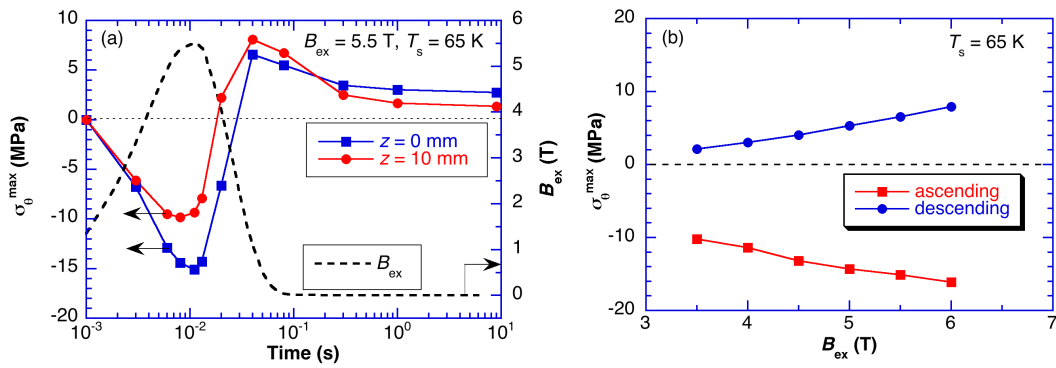 (a)
B_ex = 5.5 T, T_s = 65 K
10
5
0
-5
-10
-15
-20
σ_θ^max (MPa)
6
5
4
3
2
1
0
B_ex (T)
z = 0 mm
z = 10 mm
B_ex
10^-3
10^-2
10^-1
10^0
10^1
Time (s)
(b)
T_s = 65 K
20
10
0
-10
-20
σ_θ^max (MPa)
ascending
descending
3
4
5
6
7
B_ex (T)